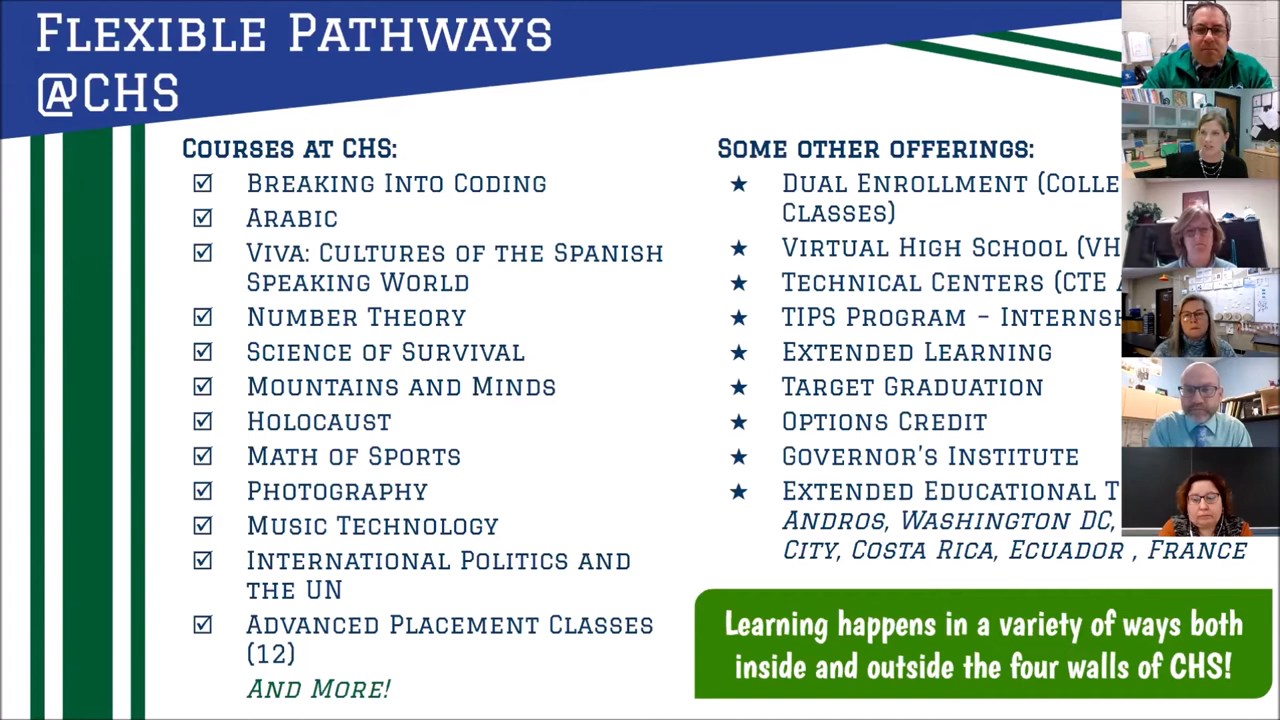 Flexible Pathways
@CHS
Courses at CHS:
Breaking Into Coding
Arabic
Viva: Cultures of the Spanish
Speaking World
Number Theory
Science of Survival
Mountains and Minds
Holocaust
Math of Sports
Photography
Music Technology
International Politics and
the UN
Advanced Placement Classes
(12)
And More!
Some other offerings:
Dual Enrollment
Classes)
Virtual High School
Technical Centers (CTE
TIPS Program -
Extended Learning
Target Graduation
Options Credit
Governor's Institute
Extended Educational
Andros, Washington DC,
City, Costa Rica, Ecuador , France
Learning happens in a variety of ways both
inside and outside the four walls of CHS!